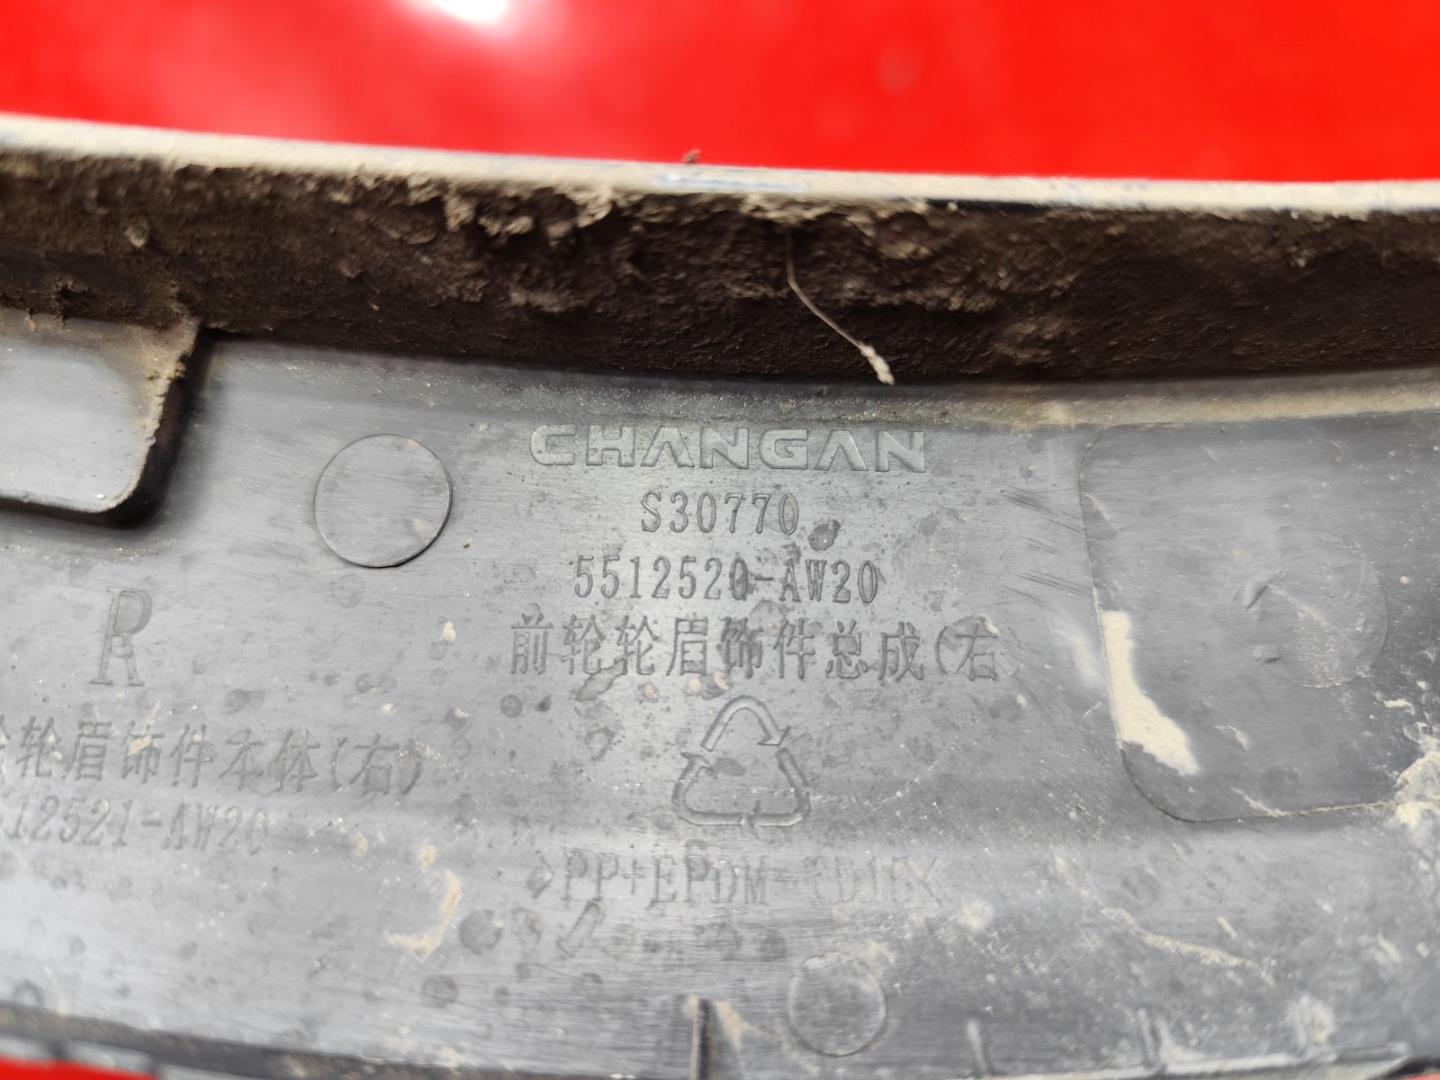 CHANGAN
S30770
5512520-AW20
前轮轮眉饰件总成(右)
R
轮轮眉饰件本体(右)
512521-AW20
PP+EPDM-